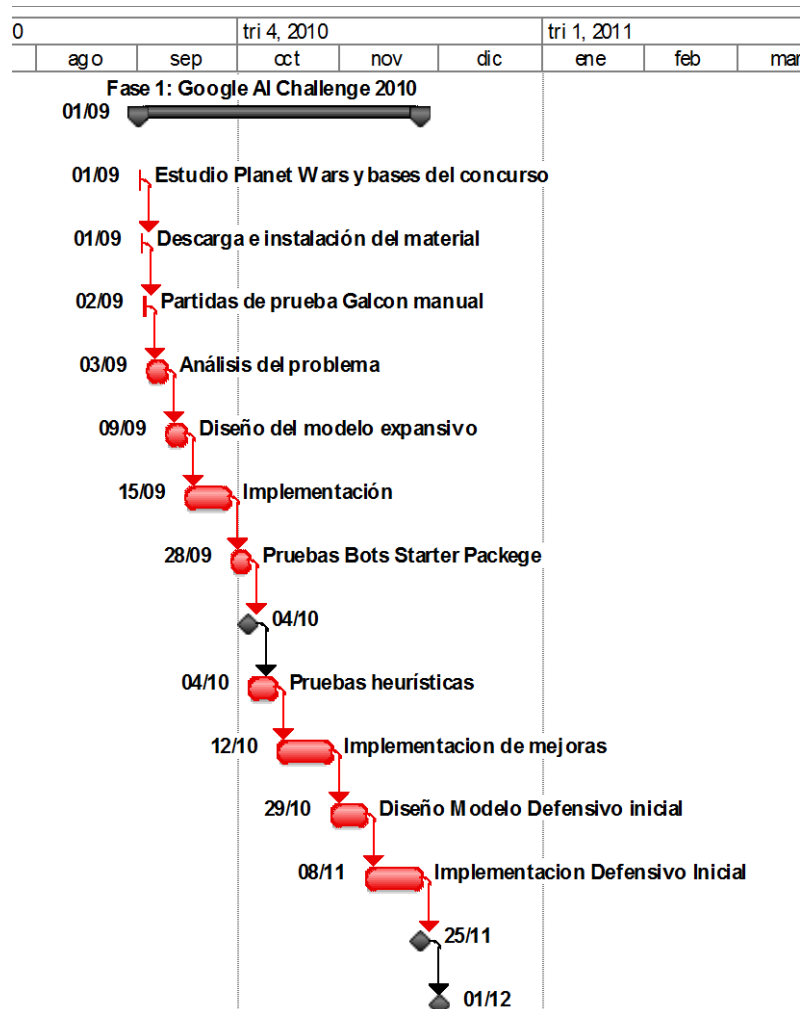 0 tri 4, 2010 tri 1, 2011
ago sep oct nov dic ene feb mar
Fase 1: Google AI Challenge 2010
01/09
01/09 Estudio Planet Wars y bases del concurso
01/09 Descarga e instalación del material
02/09 Partidas de prueba Galcon manual
03/09 Análisis del problema
09/09 Diseño del modelo expansivo
15/09 Implementación
28/09 Pruebas Bots Starter Packege
04/10
04/10 Pruebas heurísticas
12/10 Implementacion de mejoras
29/10 Diseño Modelo Defensivo inicial
08/11 Implementacion Defensivo Inicial
25/11
01/12